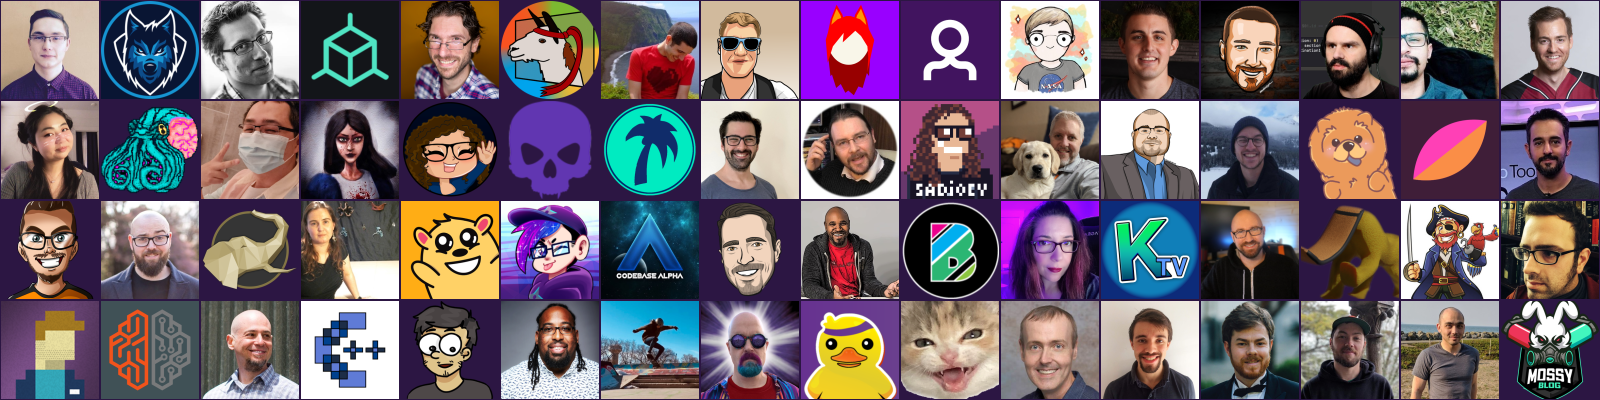 NASA
SADJOEY
Too
CODEBASE ALPHA
B
K
TV
C++
MOSSY
BLOG